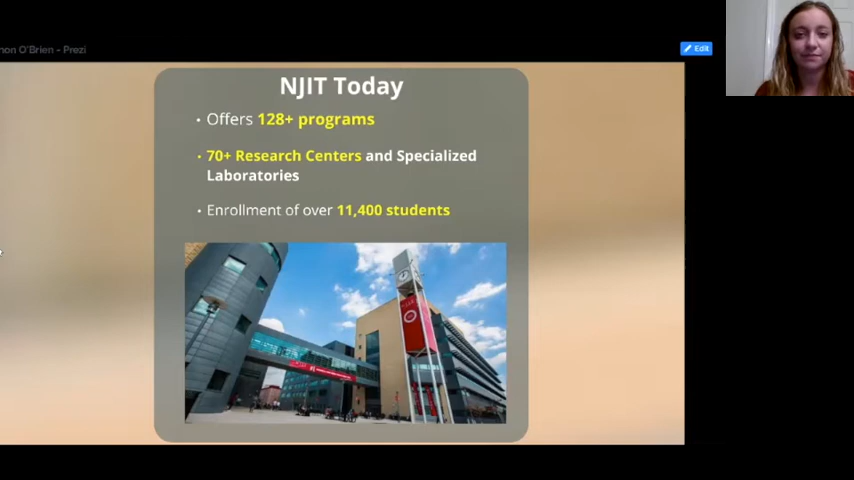 non O'Brien - Prezi
Edit
NJIT Today
• Offers 128+ programs
• 70+ Research Centers and Specialized
Laboratories
• Enrollment of over 11,400 students